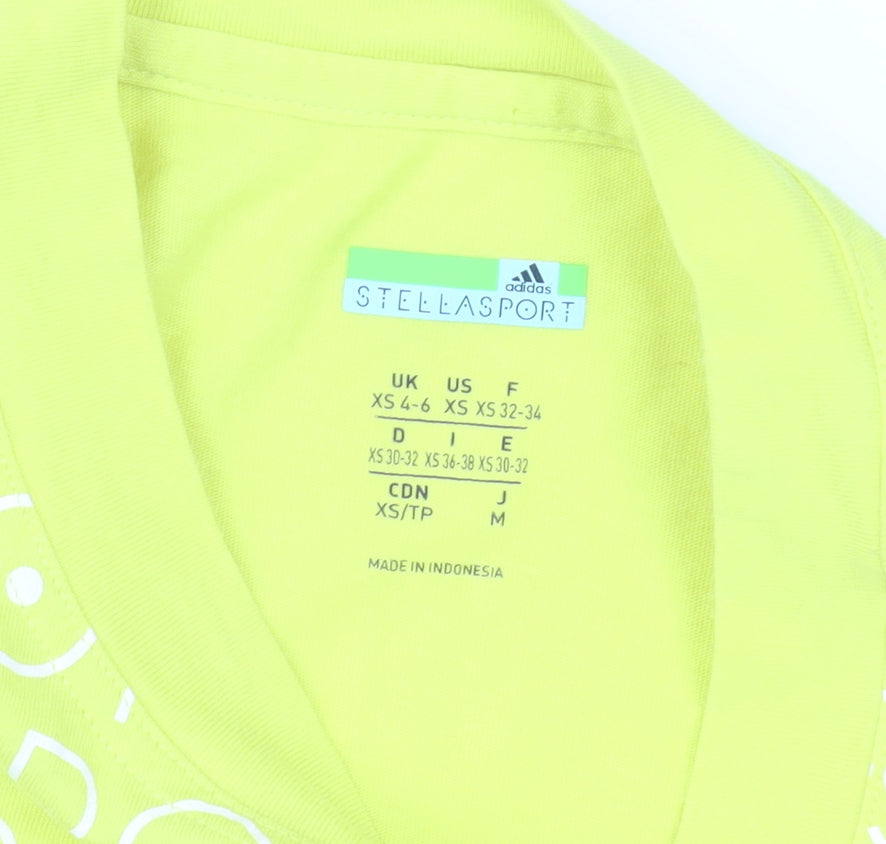 adidas
STELLASPORT
UK US F
XS 4-6 XS XS 32-34
D I E
XS 30-32 XS 36-38 XS 30-32
CDN J
XS/TP M
MADE IN INDONESIA